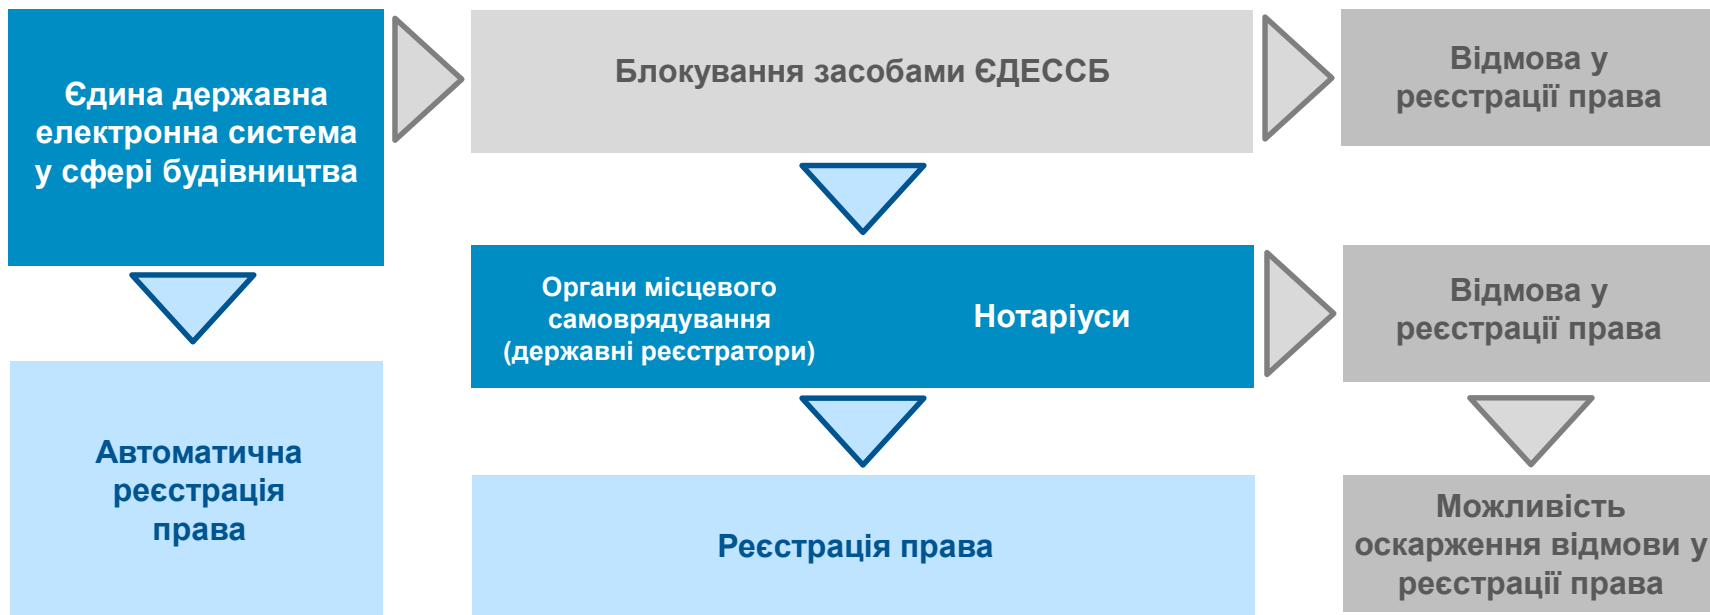 Єдина державна
електронна система
у сфері будівництва
Блокування засобами ЄДЕССБ
Відмова у
реєстрації права
Органи місцевого
самоврядування
(державні реєстратори)
Нотаріуси
Відмова у
реєстрації права
Автоматична
реєстрація
права
Реєстрація права
Можливість
оскарження відмови у
реєстрації права